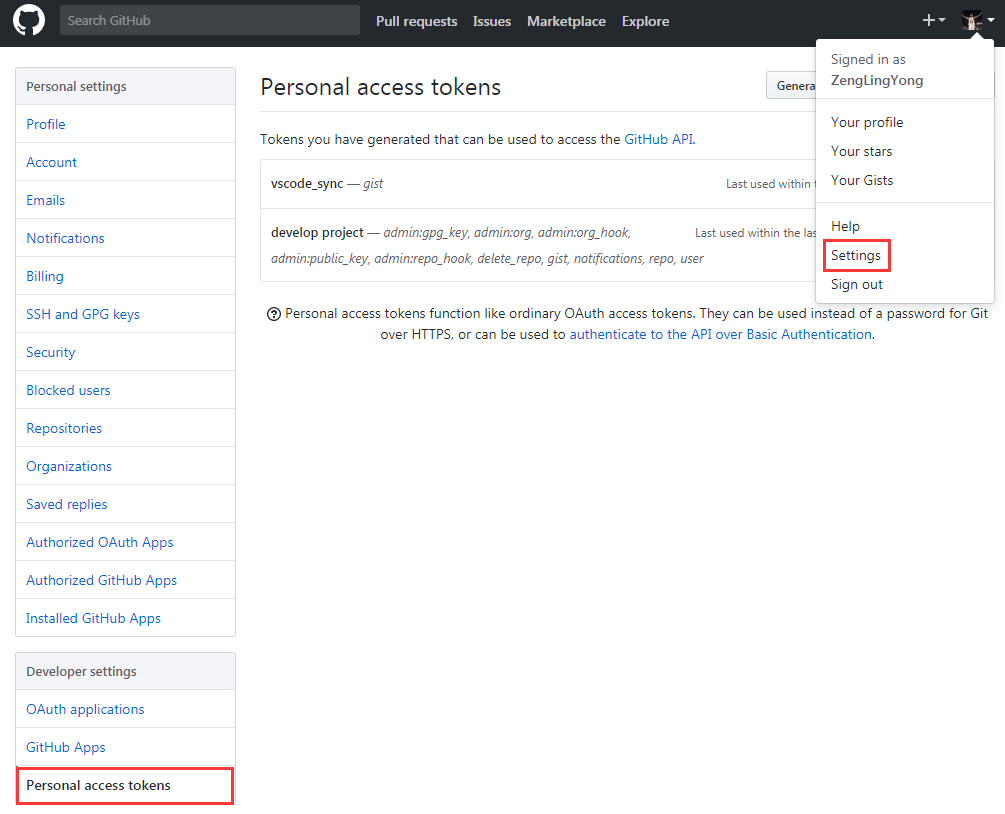 Search GitHub
Pull requests Issues Marketplace Explore
Signed in as
ZengLingYong
Your profile
Your stars
Your Gists
Help
Settings
Sign out
Personal settings
Profile
Account
Emails
Notifications
Billing
SSH and GPG keys
Security
Blocked users
Repositories
Organizations
Saved replies
Authorized OAuth Apps
Authorized GitHub Apps
Installed GitHub Apps
Developer settings
OAuth applications
GitHub Apps
Personal access tokens
Personal access tokens
Genera
Tokens you have generated that can be used to access the GitHub API.
vscode_sync — gist Last used within
develop project — admin:gpg_key, admin:org, admin:org_hook, Last used within the las
admin:public_key, admin:repo_hook, delete_repo, gist, notifications, repo, user
Personal access tokens function like ordinary OAuth access tokens. They can be used instead of a password for Git
over HTTPS, or can be used to authenticate to the API over Basic Authentication.